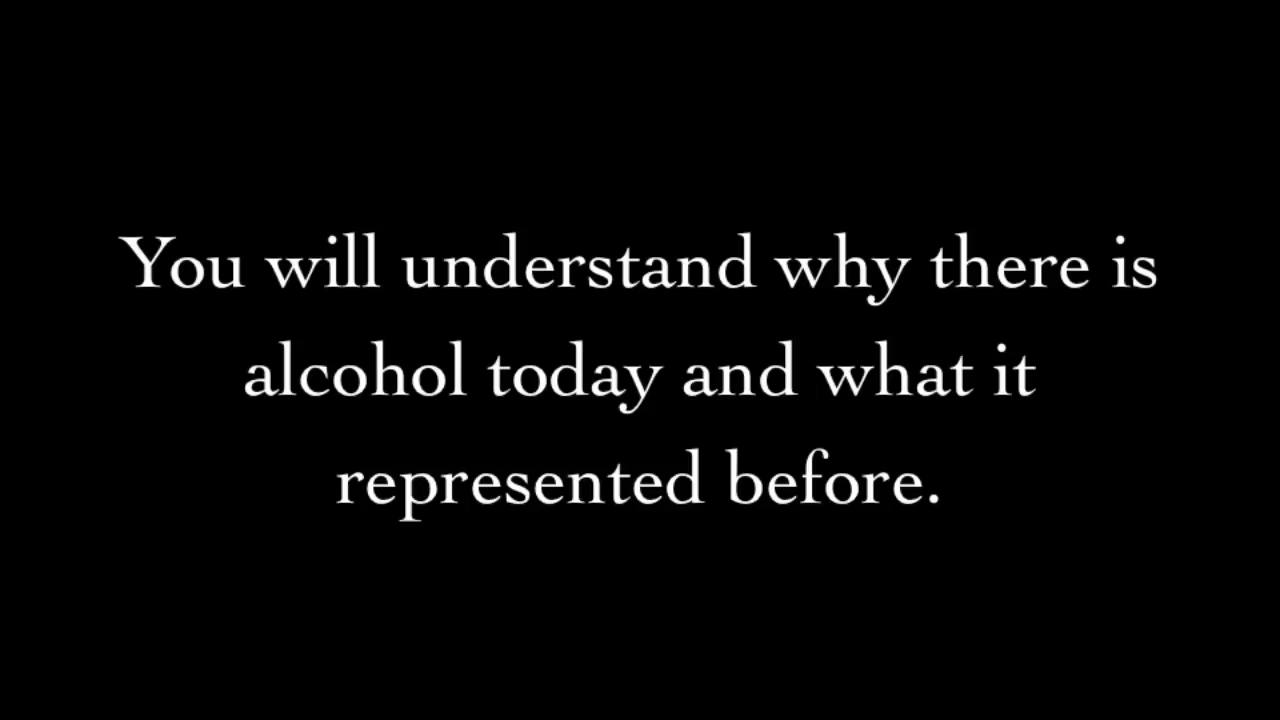 You will understand why there is
alcohol today and what it
represented before.